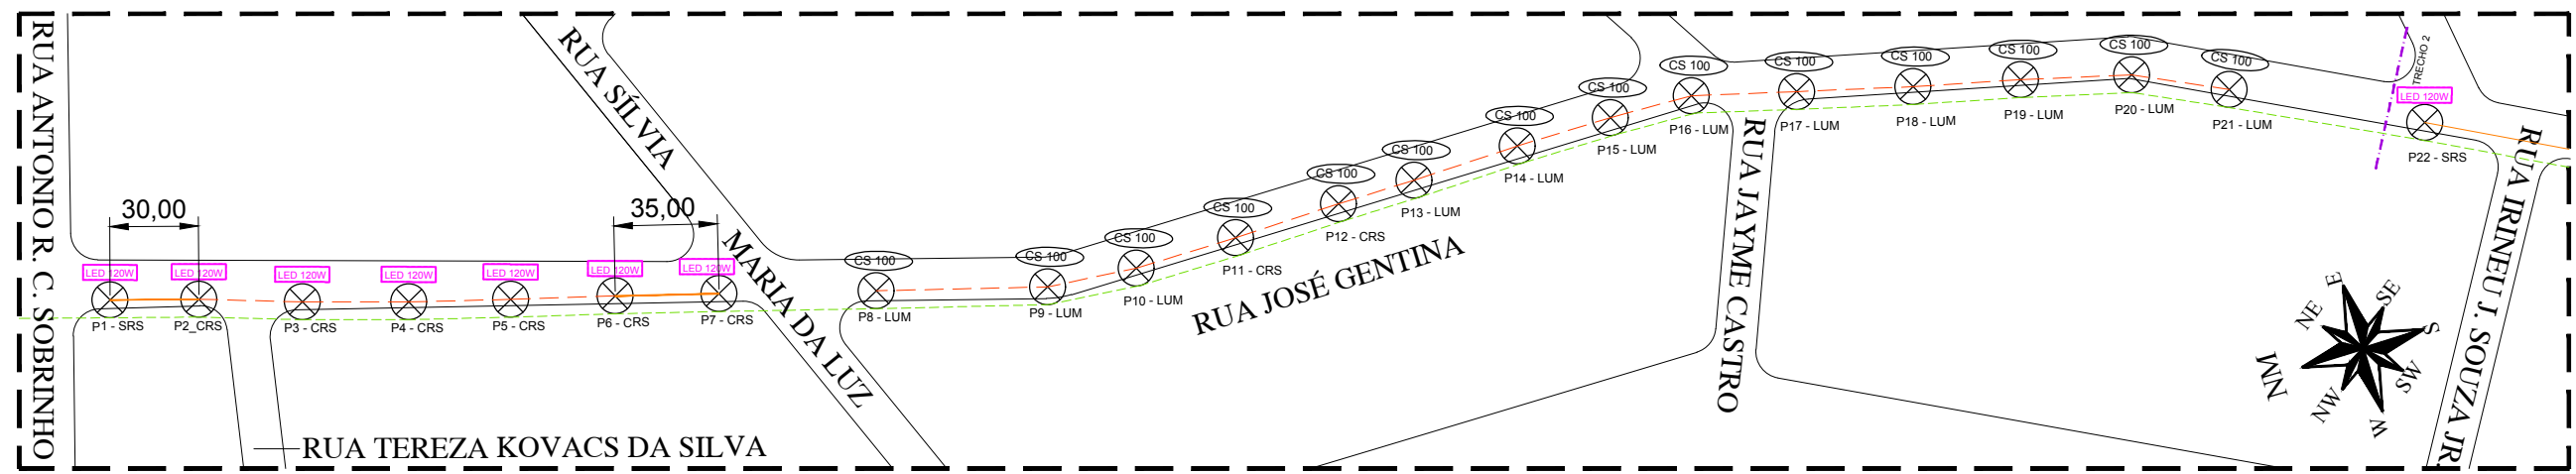 RUA ANTONIO R. C. SOBRINHO
RUA SÍLVIA
MARIA DA LUZ
RUA TEREZA KOVACS DA SILVA
RUA JOSÉ GENTINA
RUA JAYME CASTRO
RUA IRINEU J. SOUZA JR.
TRECHO 2
30,00
35,00
LED 120W
P1 - SRS
LED 120W
P2_CRS
LED 120W
P3 - CRS
LED 120W
P4 - CRS
LED 120W
P5 - CRS
LED 120W
P6 - CRS
LED 120W
P7 - CRS
CS 100
P8 - LUM
CS 100
P9 - LUM
CS 100
P10 - LUM
CS 100
P11 - CRS
CS 100
P12 - CRS
CS 100
P13 - LUM
CS 100
P14 - LUM
CS 100
P15 - LUM
CS 100
P16 - LUM
CS 100
P17 - LUM
CS 100
P18 - LUM
CS 100
P19 - LUM
CS 100
P20 - LUM
CS 100
P21 - LUM
LED 120W
P22 - SRS
E
SE
S
SW
W
NW
NM
NE